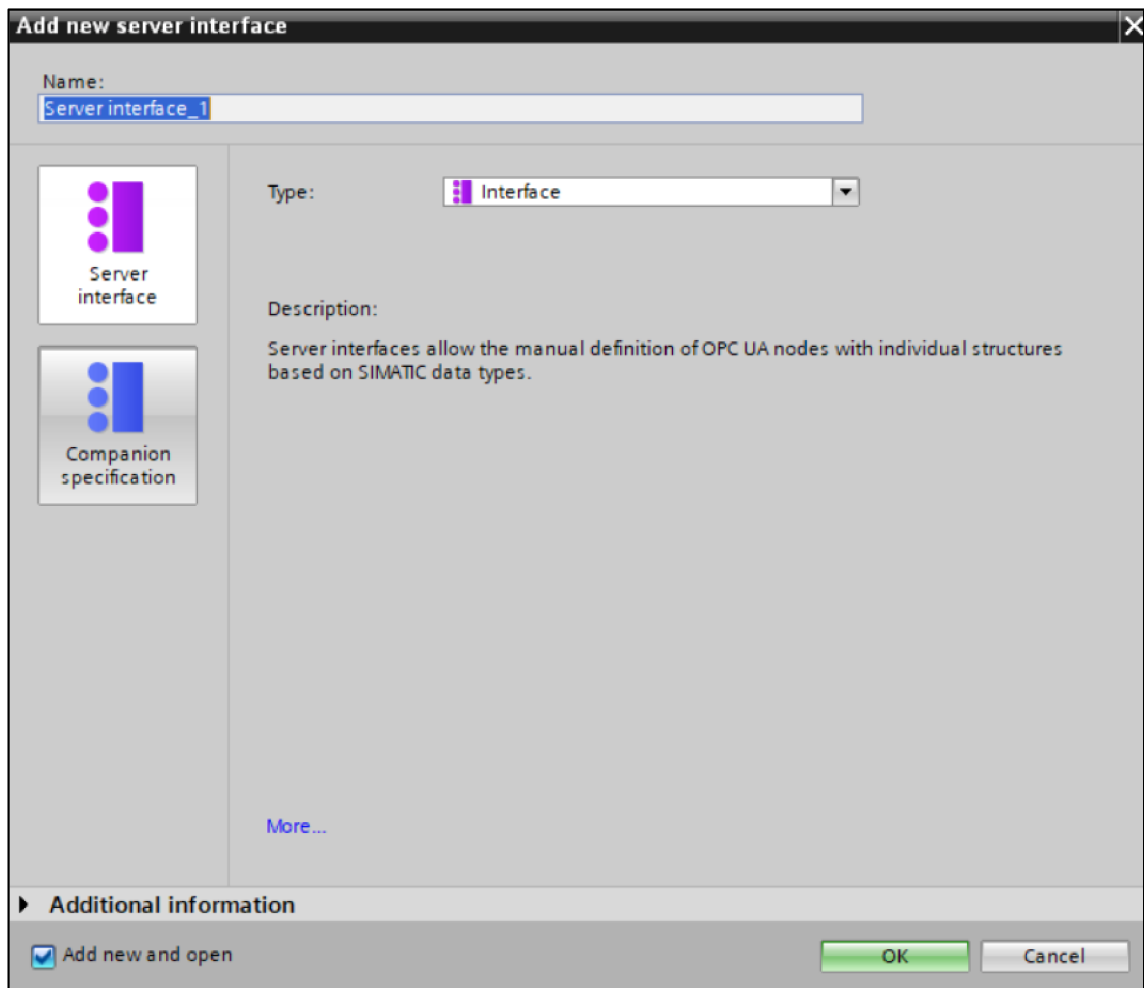 Add new server interface
Name:
Server interface_1
Server
interface
Companion
specification
Type:
Interface
Description:
Server interfaces allow the manual definition of OPC UA nodes with individual structures
based on SIMATIC data types.
More...
Additional information
Add new and open
OK
Cancel